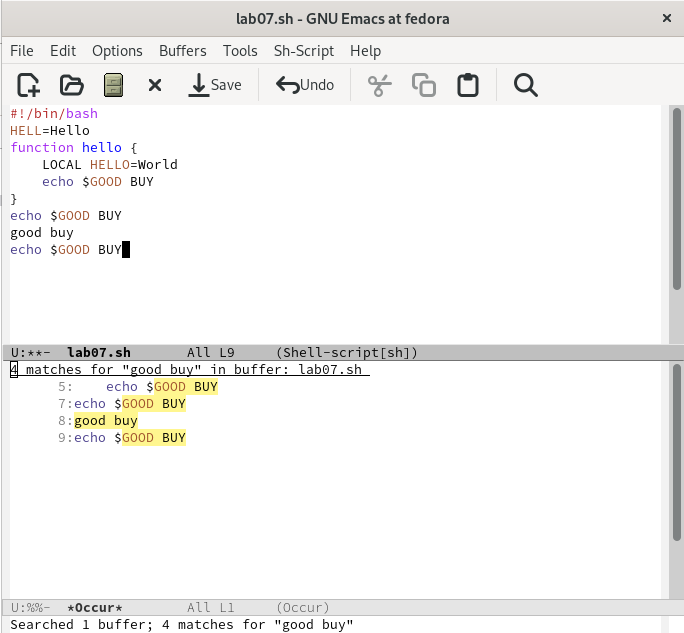 lab07.sh - GNU Emacs at fedora
File Edit Options Buffers Tools Sh-Script Help
Save Undo
#!/bin/bash
HELL=Hello
function hello {
    LOCAL HELLO=World
    echo $GOOD BUY
}
echo $GOOD BUY
good buy
echo $GOOD BUY
U:**-  lab07.sh       All L9     (Shell-script[sh])
4 matches for "good buy" in buffer: lab07.sh
      5:    echo $GOOD BUY
      7:echo $GOOD BUY
      8:good buy
      9:echo $GOOD BUY
U:%%-  *Occur*        All L1     (Occur)
Searched 1 buffer; 4 matches for "good buy"